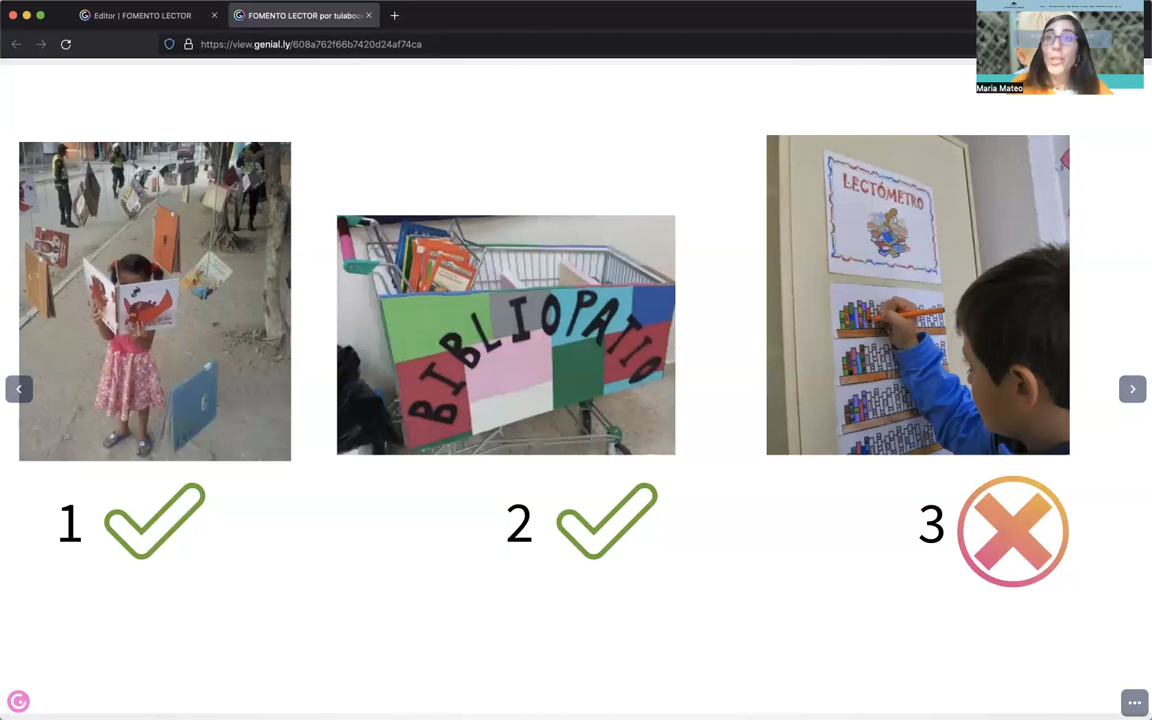 Editor | FOMENTO LECTOR
FOMENTO LECTOR por tulaboo
https://view.genial.ly/608a762f66b7420d24af74ca
Maria Mateo
LECTÓMETRO
BIBLIOPATIO
1
2
3